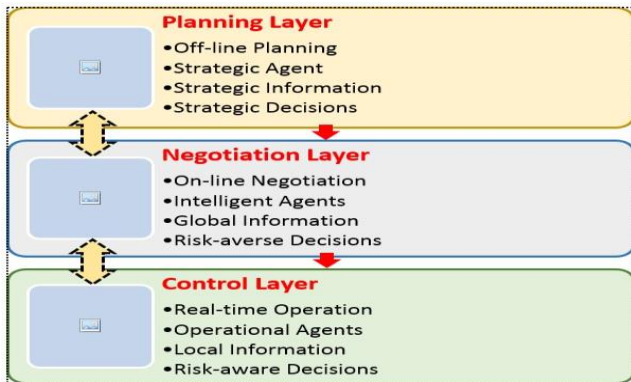 Planning Layer
•Off-line Planning
•Strategic Agent
•Strategic Information
•Strategic Decisions
Negotiation Layer
•On-line Negotiation
•Intelligent Agents
•Global Information
•Risk-averse Decisions
Control Layer
•Real-time Operation
•Operational Agents
•Local Information
•Risk-aware Decisions